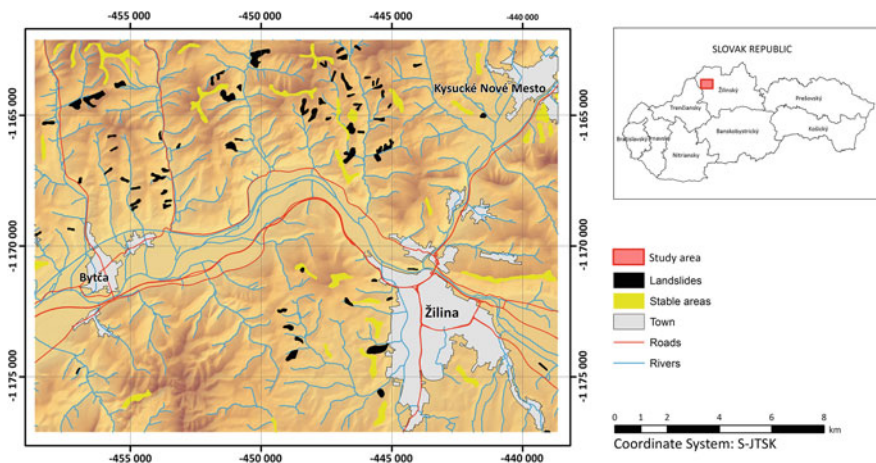 -455 000
-450 000
-445 000
-440 000
-1 165 000
-1 170 000
-1 175 000
Kysucké Nové Mesto
Bytča
Žilina
-1 165 000
-1 170 000
-1 175 000
-455 000
-450 000
-445 000
-440 000
SLOVAK REPUBLIC
Žilinský
Trenčiansky
Prešovský
Banskobystrický
Košický
Bratislavský
Trnavský
Nitriansky
Study area
Landslides
Stable areas
Town
Roads
Rivers
0 1 2 4 6 8
km
Coordinate System: S-JTSK